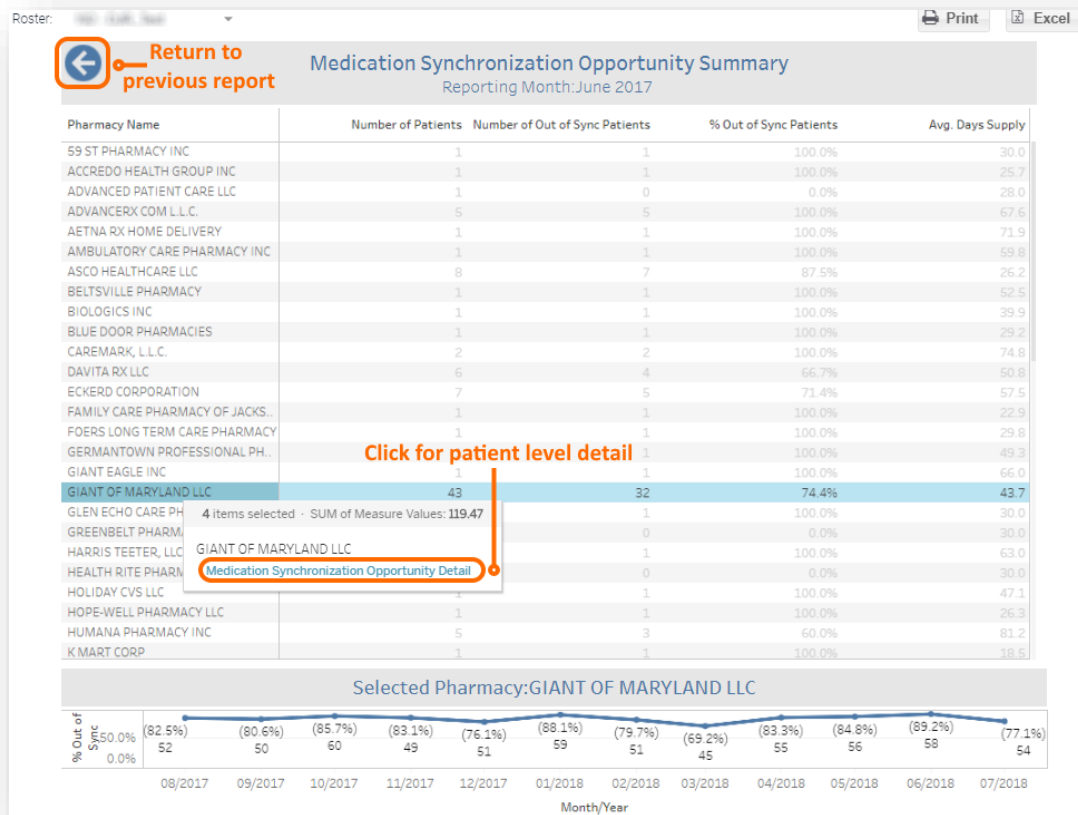 Roster:
Print
Excel
Return to
previous report
Medication Synchronization Opportunity Summary
Reporting Month:June 2017
Pharmacy Name Number of Patients Number of Out of Sync Patients % Out of Sync Patients Avg. Days Supply
59 ST PHARMACY INC 1 1 100.0% 30.0
ACCREDO HEALTH GROUP INC 1 1 100.0% 25.7
ADVANCED PATIENT CARE LLC 1 0 0.0% 28.0
ADVANCERX COM L.L.C. 5 5 100.0% 67.6
AETNA RX HOME DELIVERY 1 1 100.0% 71.9
AMBULATORY CARE PHARMACY INC 1 1 100.0% 59.8
ASCO HEALTHCARE LLC 8 7 87.5% 26.2
BELTSVILLE PHARMACY 1 1 100.0% 52.5
BIOLOGICS INC 1 1 100.0% 39.9
BLUE DOOR PHARMACIES 1 1 100.0% 29.2
CAREMARK, L.L.C. 2 2 100.0% 74.8
DAVITA RX LLC 6 4 66.7% 50.8
ECKERD CORPORATION 7 5 71.4% 57.5
FAMILY CARE PHARMACY OF JACKS.. 1 1 100.0% 22.9
FOERS LONG TERM CARE PHARMACY 1 1 100.0% 29.8
GERMANTOWN PROFESSIONAL PH.. 1 100.0% 49.3
Click for patient level detail
GIANT EAGLE INC 1 1 100.0% 66.0
GIANT OF MARYLAND LLC 43 32 74.4% 43.7
GLEN ECHO CARE PH 1 100.0% 30.0
4 items selected · SUM of Measure Values: 119.47
GREENBELT PHARMA 0 0.0% 30.0
HARRIS TEETER, LLC 1 100.0% 63.0
GIANT OF MARYLAND LLC
HEALTH RITE PHARM 0 0.0% 30.0
Medication Synchronization Opportunity Detail
HOLIDAY CVS LLC 1 1 100.0% 47.1
HOPE-WELL PHARMACY LLC 1 1 100.0% 26.3
HUMANA PHARMACY INC 5 3 60.0% 81.2
K MART CORP 1 1 100.0% 18.5
Selected Pharmacy:GIANT OF MARYLAND LLC
% Out of
Sync
50.0%
0.0%
(82.5%) (80.6%) (85.7%) (83.1%) (76.1%) (88.1%) (79.7%) (69.2%) (83.3%) (84.8%) (89.2%) (77.1%)
52 50 60 49 51 59 51 45 55 56 58 54
08/2017 09/2017 10/2017 11/2017 12/2017 01/2018 02/2018 03/2018 04/2018 05/2018 06/2018 07/2018
Month/Year